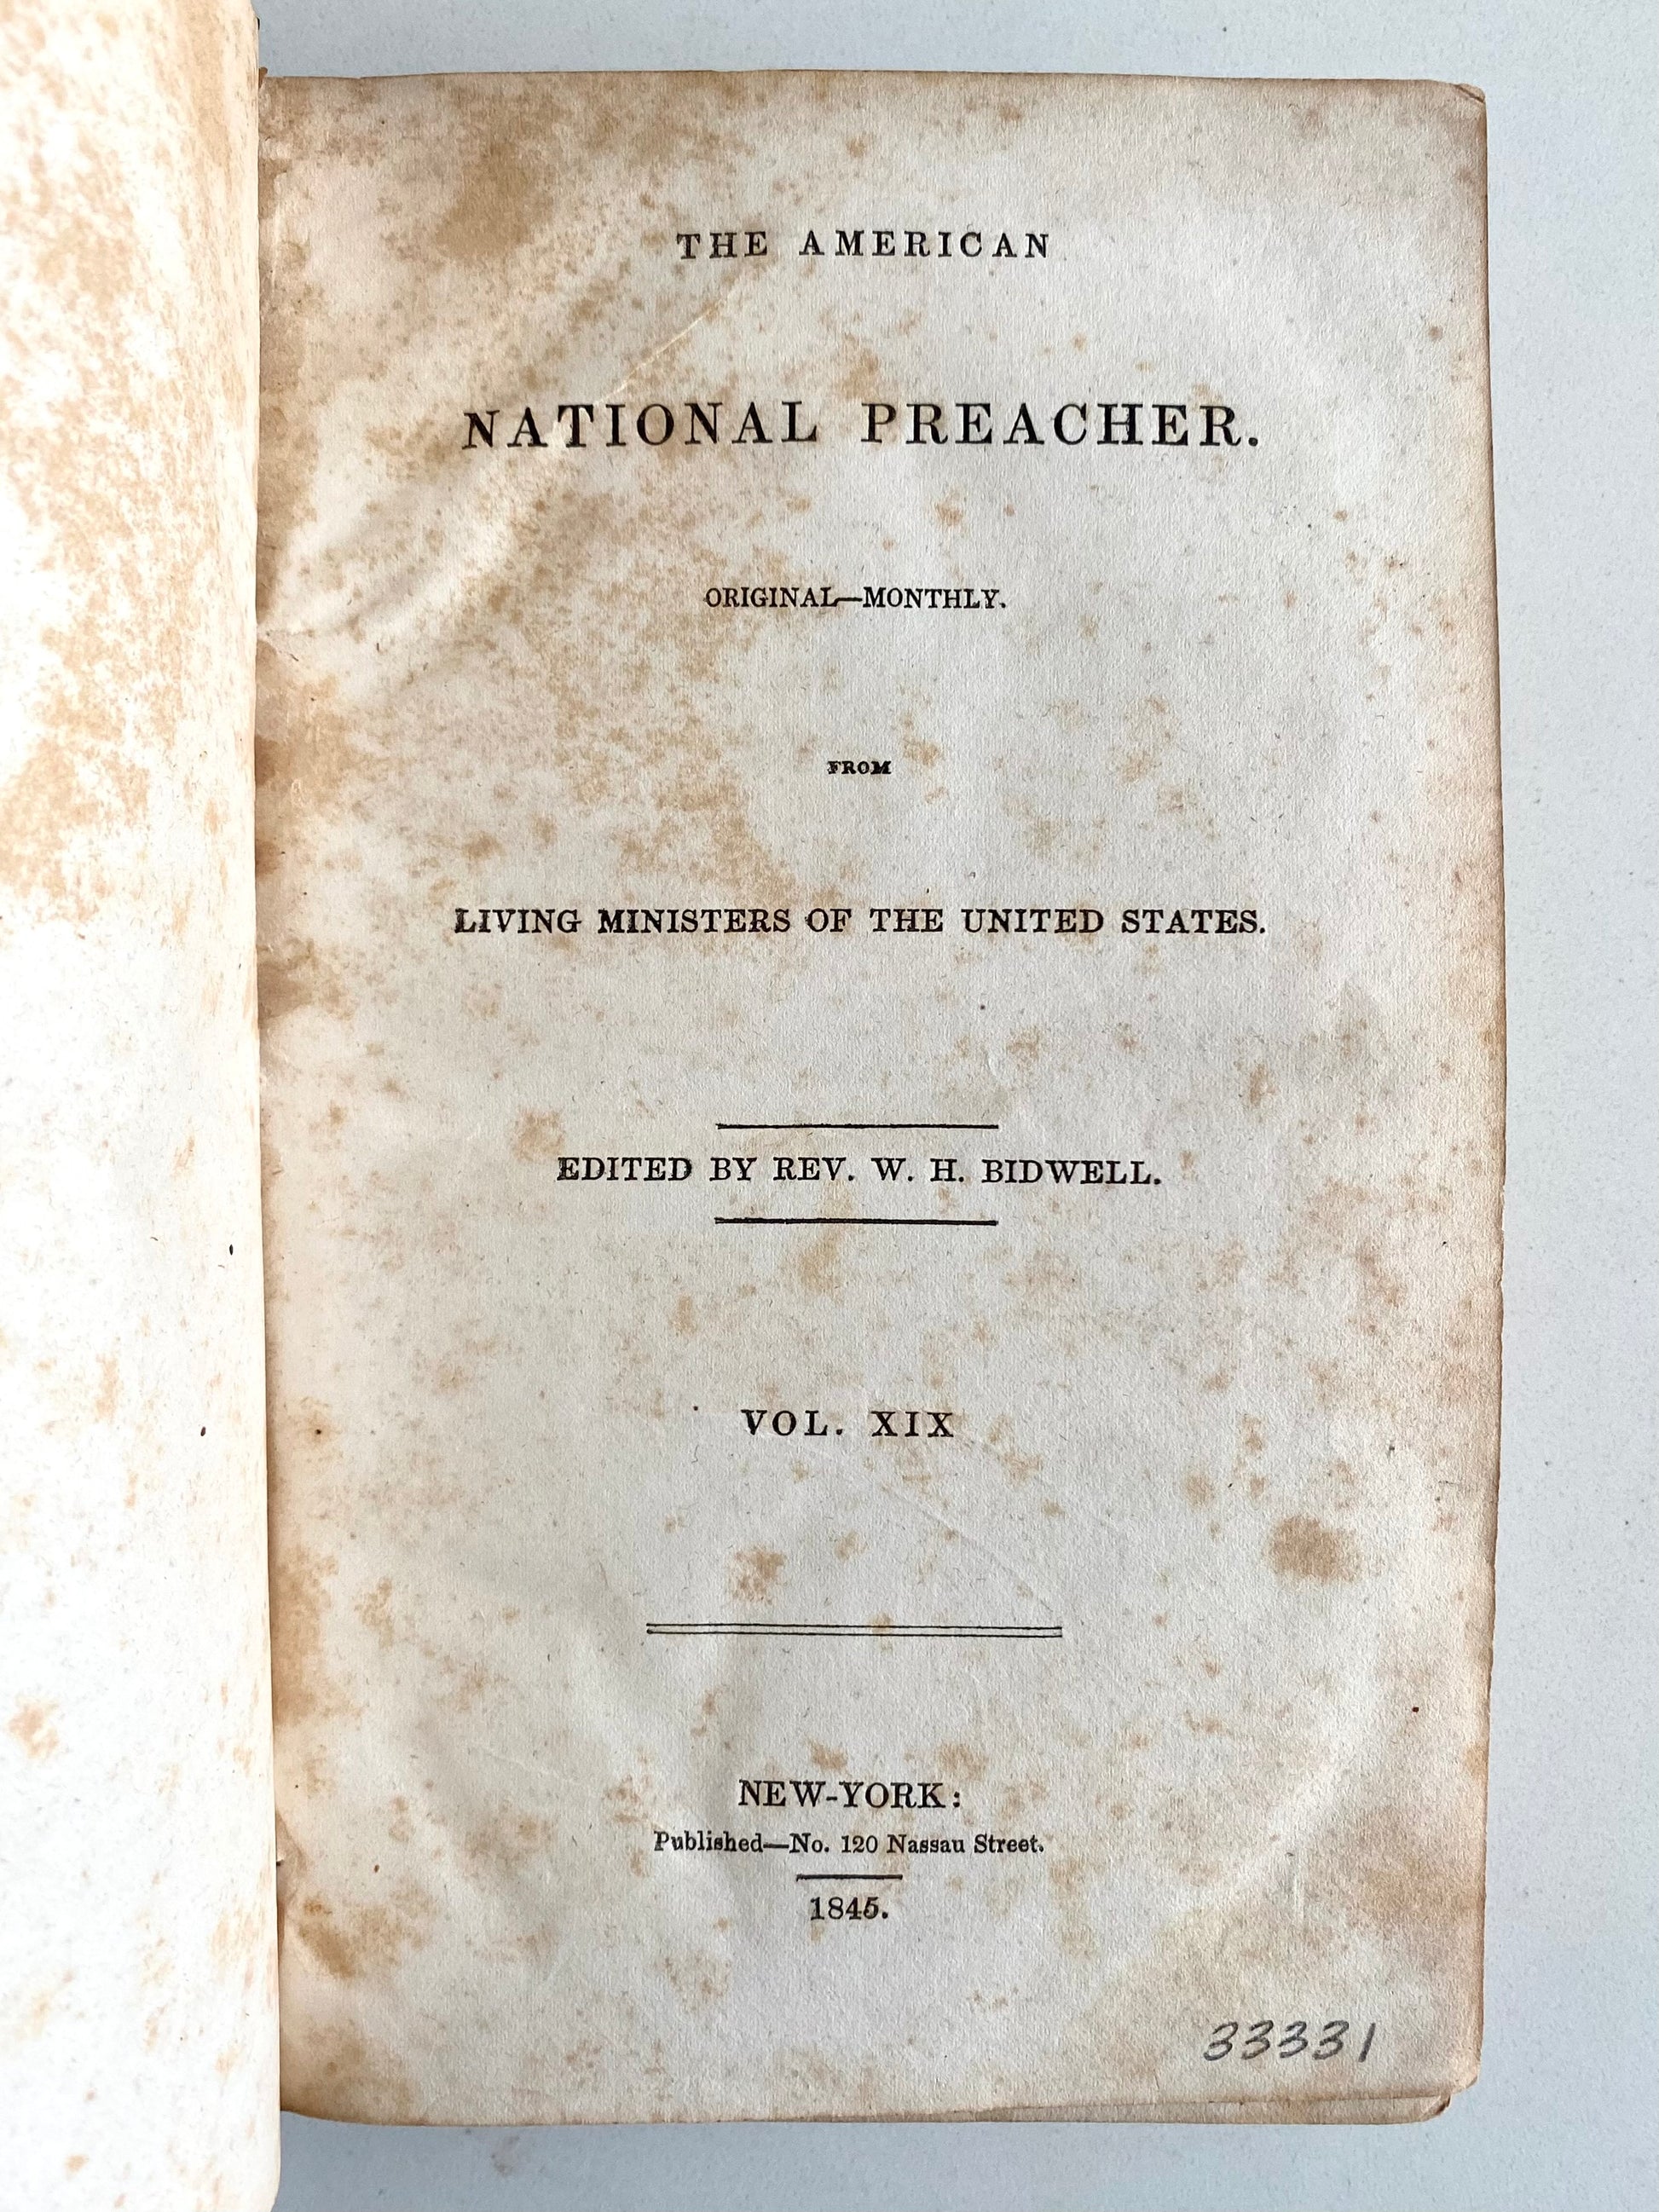 THE AMERICAN
NATIONAL PREACHER.
ORIGINAL—MONTHLY.
FROM
LIVING MINISTERS OF THE UNITED STATES.
EDITED BY REV. W. H. BIDWELL.
VOL. XIX
NEW-YORK:
Published—No. 120 Nassau Street.
1845.
33331